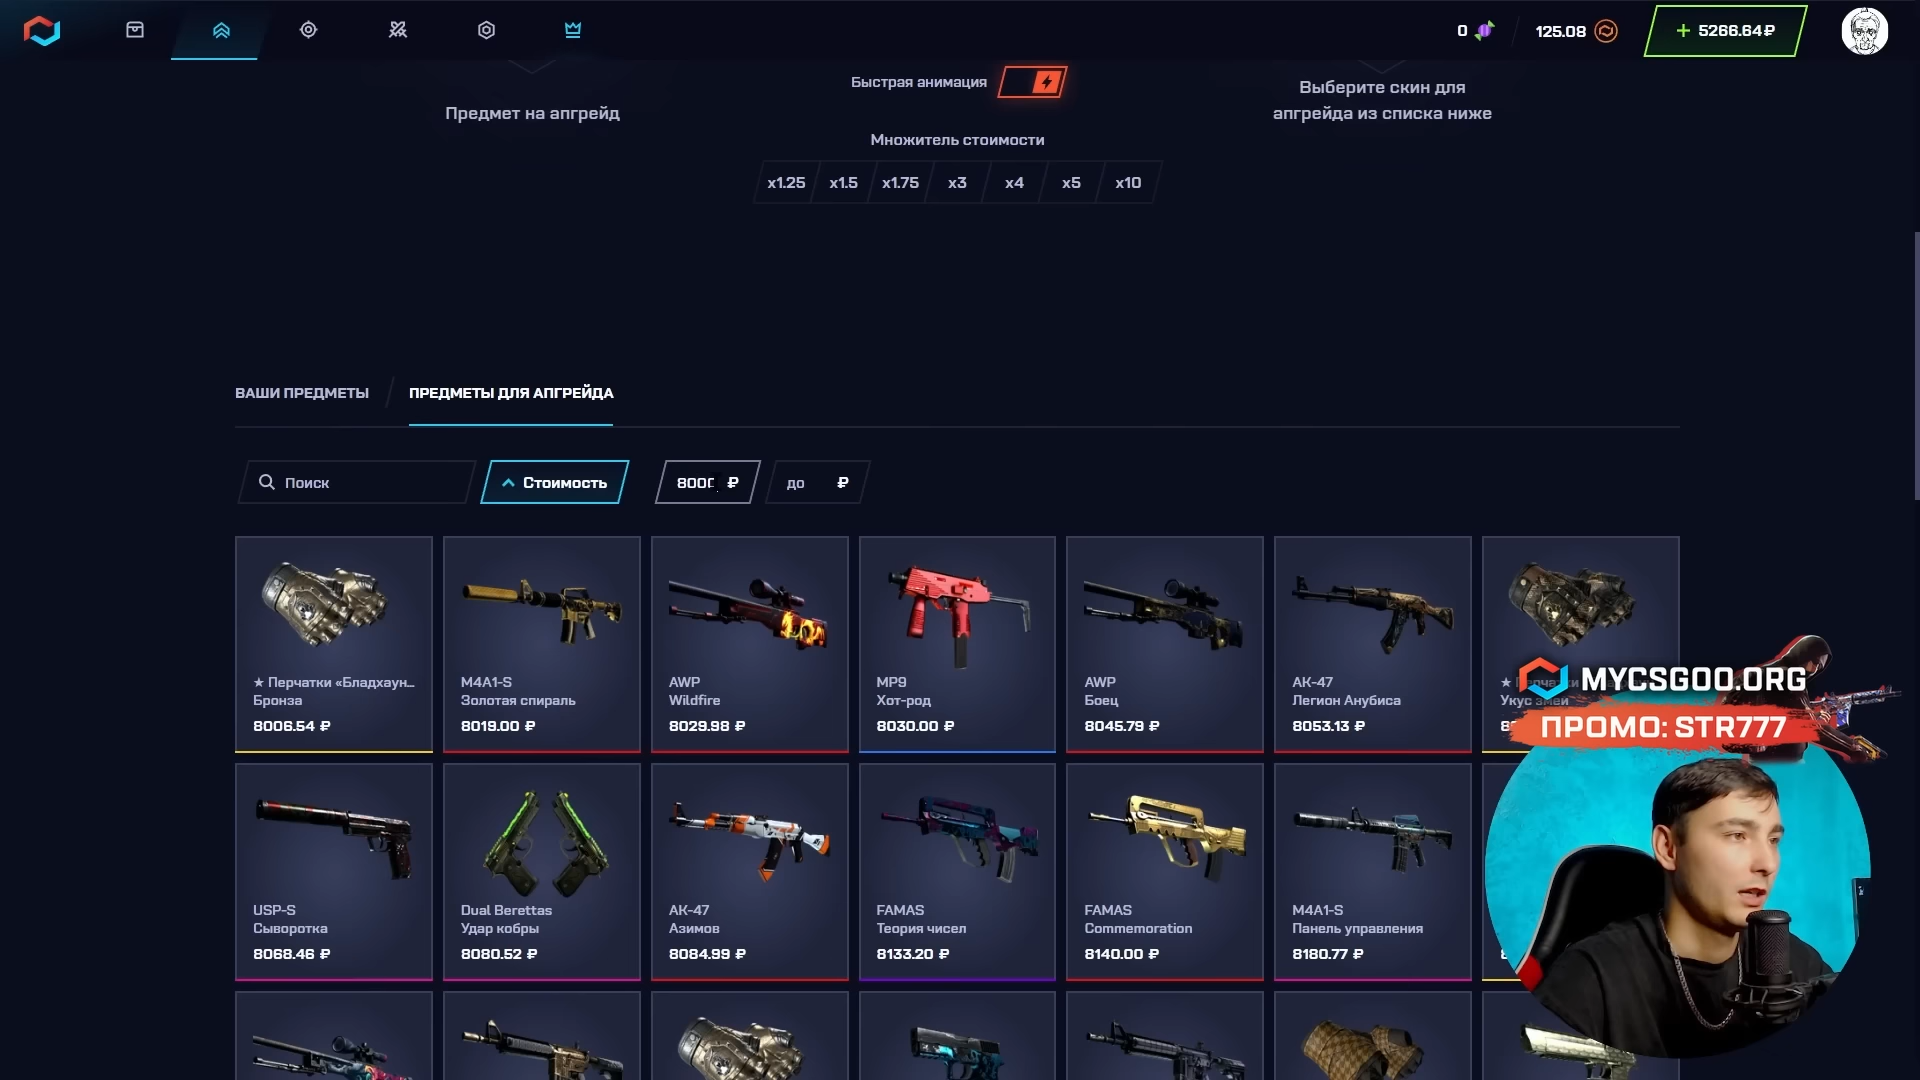 0
125.08
+ 5266.64₽
Быстрая анимация
Предмет на апгрейд
Выберите скин для
апгрейда из списка ниже
Множитель стоимости
x1.25 x1.5 x1.75 x3 x4 x5 x10
ВАШИ ПРЕДМЕТЫ
ПРЕДМЕТЫ ДЛЯ АПГРЕЙДА
Поиск
Стоимость
8000 ₽
до ₽
★ Перчатки «Бладхаун...
Бронза
8006.54 ₽
M4A1-S
Золотая спираль
8019.00 ₽
AWP
Wildfire
8029.98 ₽
MP9
Хот-род
8030.00 ₽
AWP
Боец
8045.79 ₽
AK-47
Легион Анубиса
8053.13 ₽
★ Перчатки
Укус змеи
MYCSGOO.ORG
ПРОМО: STR777
USP-S
Сыворотка
8068.46 ₽
Dual Berettas
Удар кобры
8080.52 ₽
AK-47
Азимов
8084.99 ₽
FAMAS
Теория чисел
8133.20 ₽
FAMAS
Commemoration
8140.00 ₽
M4A1-S
Панель управления
8180.77 ₽